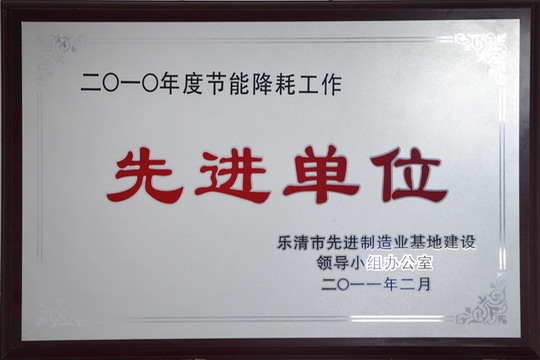 二〇一〇年度节能降耗工作
先进单位
乐清市先进制造业基地建设
领导小组办公室
二〇一一年二月